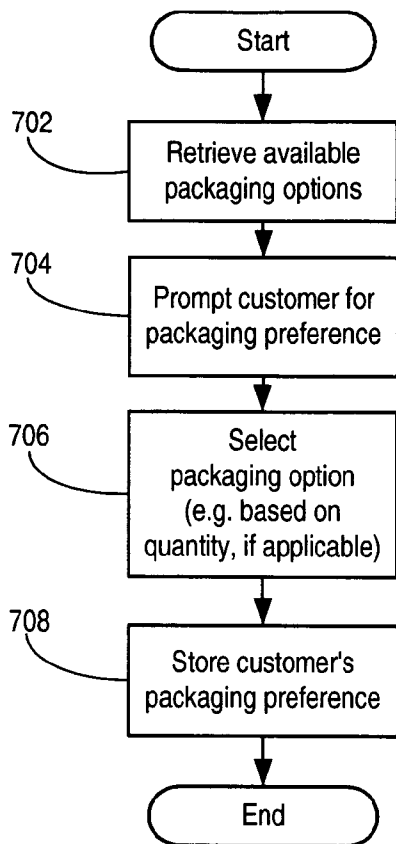 Start
702
Retrieve available
packaging options
704
Prompt customer for
packaging preference
706
Select
packaging option
(e.g. based on
quantity, if applicable)
708
Store customer's
packaging preference
End